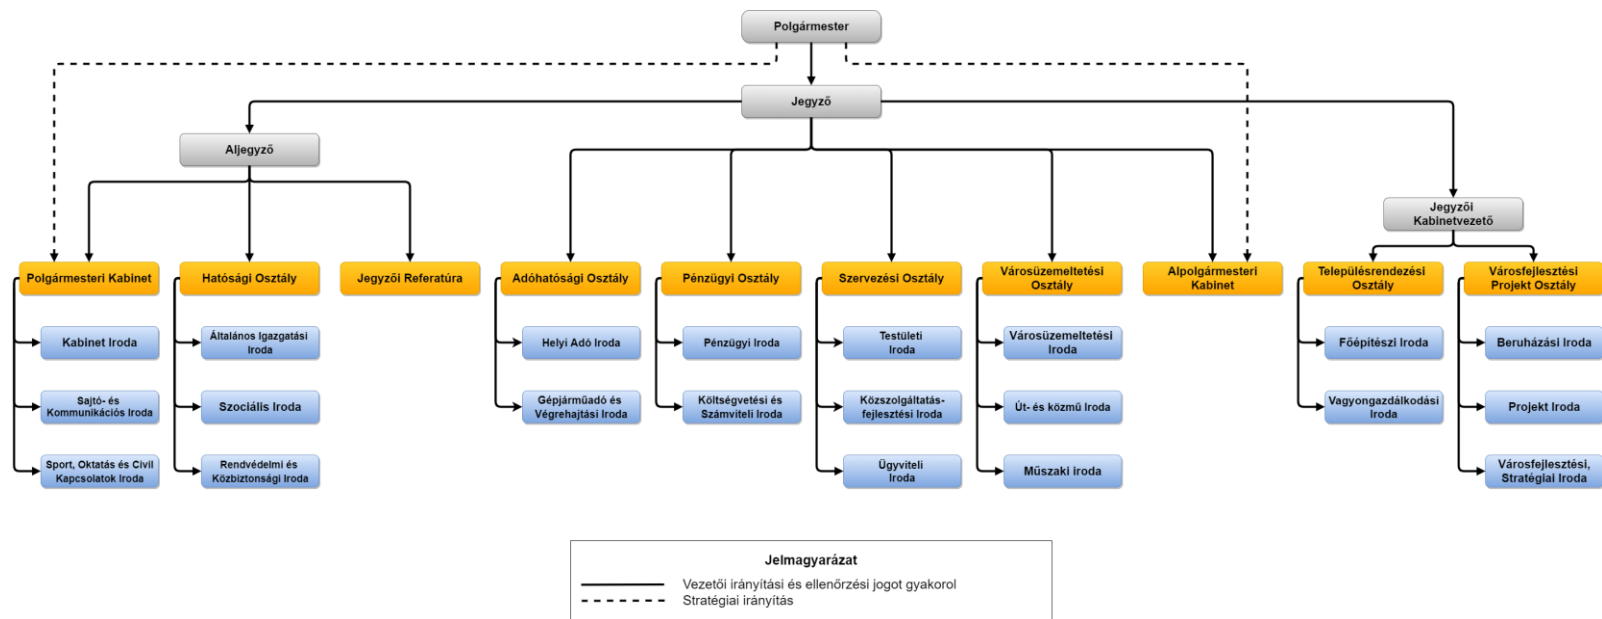 Polgármester
Jegyző
Aljegyző
Jegyzői
Kabinetvezető
Polgármesteri Kabinet
Hatósági Osztály
Jegyzői Referatúra
Adóhatósági Osztály
Pénzügyi Osztály
Szervezési Osztály
Városüzemeltetési
Osztály
Alpolgármesteri
Kabinet
Településrendezési
Osztály
Városfejlesztési
Projekt Osztály
Kabinet Iroda
Általános Igazgatási
Iroda
Helyi Adó Iroda
Pénzügyi Iroda
Testületi
Iroda
Városüzemeltetési
Iroda
Főépítészi Iroda
Beruházási Iroda
Sajtó- és
Kommunikációs Iroda
Szociális Iroda
Gépjárműadó és
Végrehajtási Iroda
Költségvetési és
Számviteli Iroda
Közszolgáltatás-
fejlesztési Iroda
Út- és közmű Iroda
Vagyongazdálkodási
Iroda
Projekt Iroda
Sport, Oktatás és Civil
Kapcsolatok Iroda
Rendvédelmi és
Közbiztonsági Iroda
Ügyviteli
Iroda
Műszaki iroda
Városfejlesztési,
Stratégiai Iroda
Jelmagyarázat
Vezetői irányítási és ellenőrzési jogot gyakorol
Stratégiai irányítás